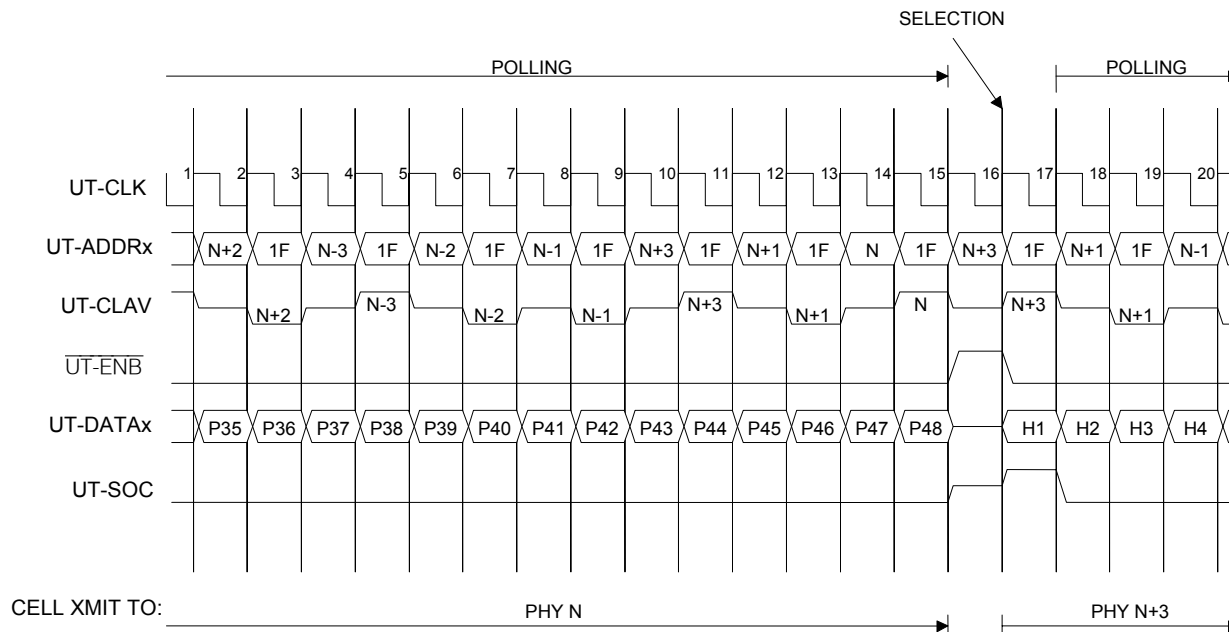 SELECTION
POLLING POLLING
UT-CLK 1 2 3 4 5 6 7 8 9 10 11 12 13 14 15 16 17 18 19 20
UT-ADDRx N+2 1F N-3 1F N-2 1F N-1 1F N+3 1F N+1 1F N 1F N+3 1F N+1 1F N-1
UT-CLAV N+2 N-3 N-2 N-1 N+3 N+1 N N+3 N+1
UT-ENB
UT-DATAx P35 P36 P37 P38 P39 P40 P41 P42 P43 P44 P45 P46 P47 P48 H1 H2 H3 H4
UT-SOC
CELL XMIT TO: PHY N PHY N+3